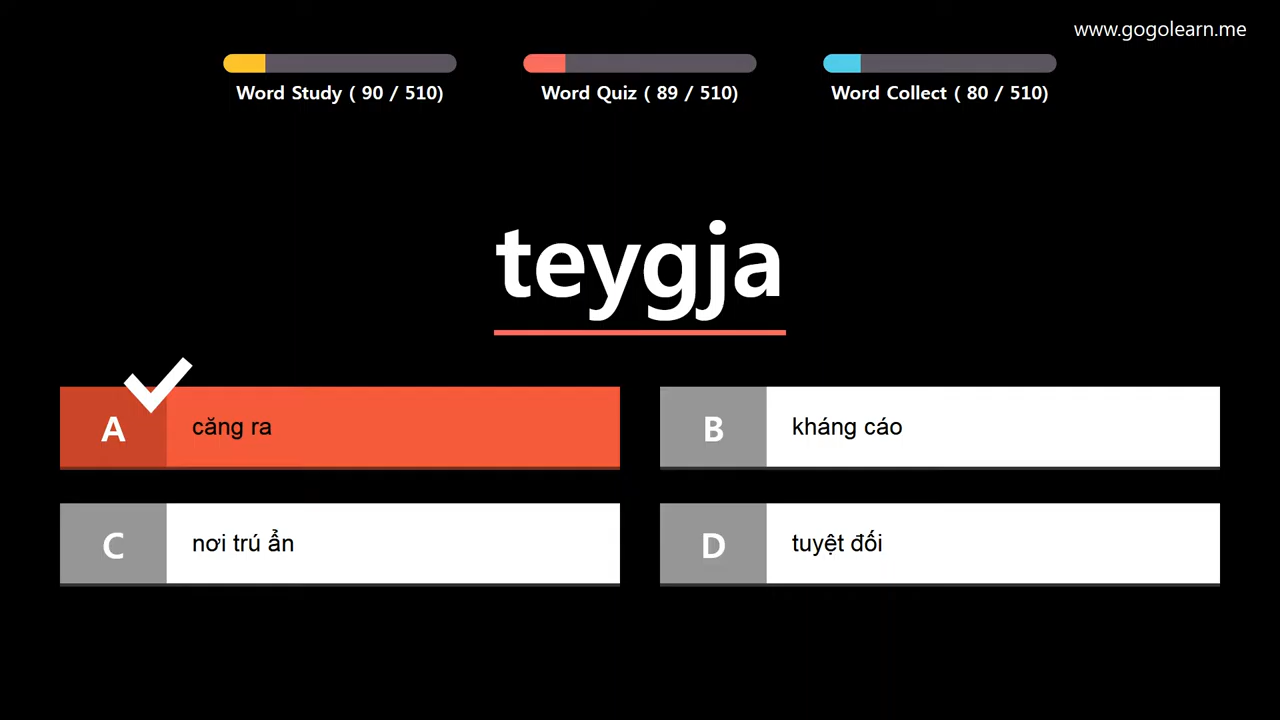 www.gogolearn.me
Word Study ( 90 / 510)
Word Quiz ( 89 / 510)
Word Collect ( 80 / 510)
teygja
A căng ra
B kháng cáo
C nơi trú ẩn
D tuyệt đối